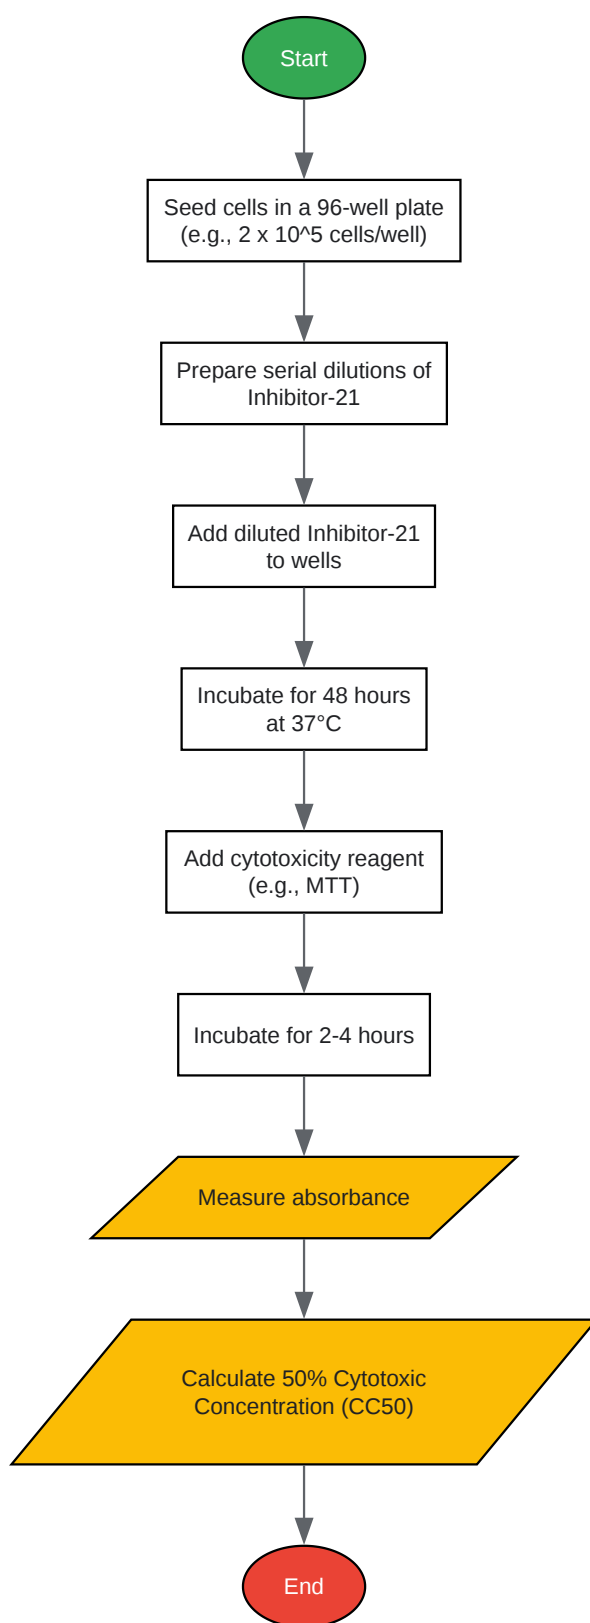 Start
Seed cells in a 96-well plate
(e.g., 2 x 10^5 cells/well)
Prepare serial dilutions of
Inhibitor-21
Add diluted Inhibitor-21
to wells
Incubate for 48 hours
at 37°C
Add cytotoxicity reagent
(e.g., MTT)
Incubate for 2-4 hours
Measure absorbance
Calculate 50% Cytotoxic
Concentration (CC50)
End